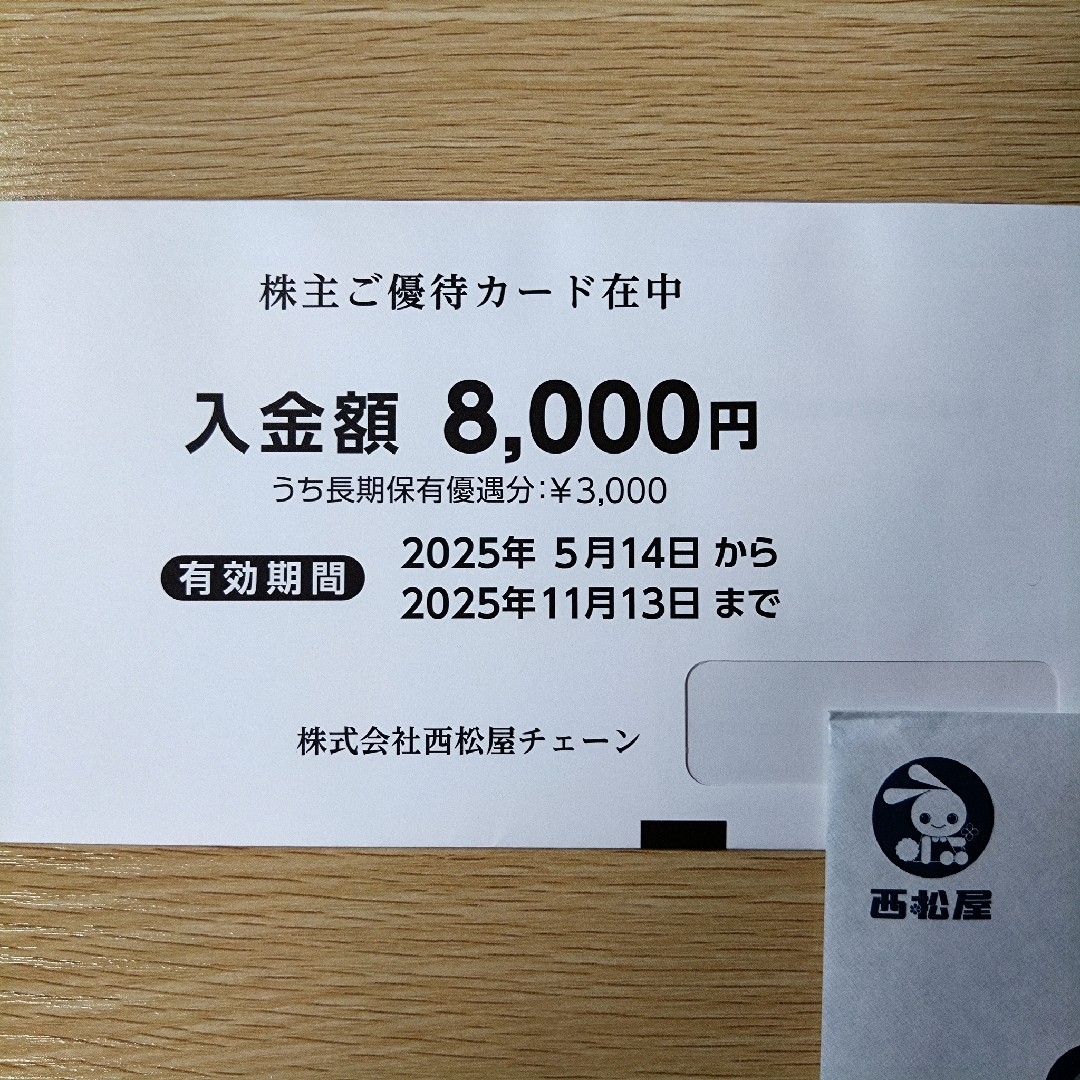 株主ご優待カード在中
入金額 8,000円
うち長期保有優遇分:¥3,000
有効期間
2025年 5月14日 から
2025年11月13日 まで
株式会社西松屋チェーン
西松屋